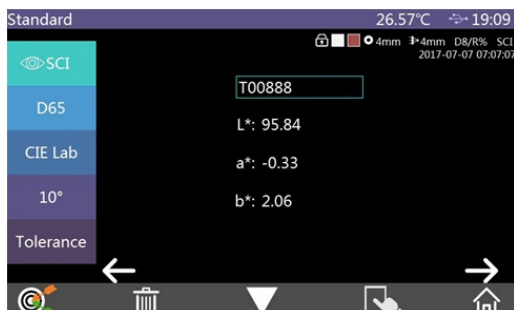 Standard 26.57℃ 19:09
4mm 4mm D8/R% SCI
2017-07-07 07:07:07
SCI
D65
CIE Lab
10°
Tolerance
T00888
L*: 95.84
a*: -0.33
b*: 2.06